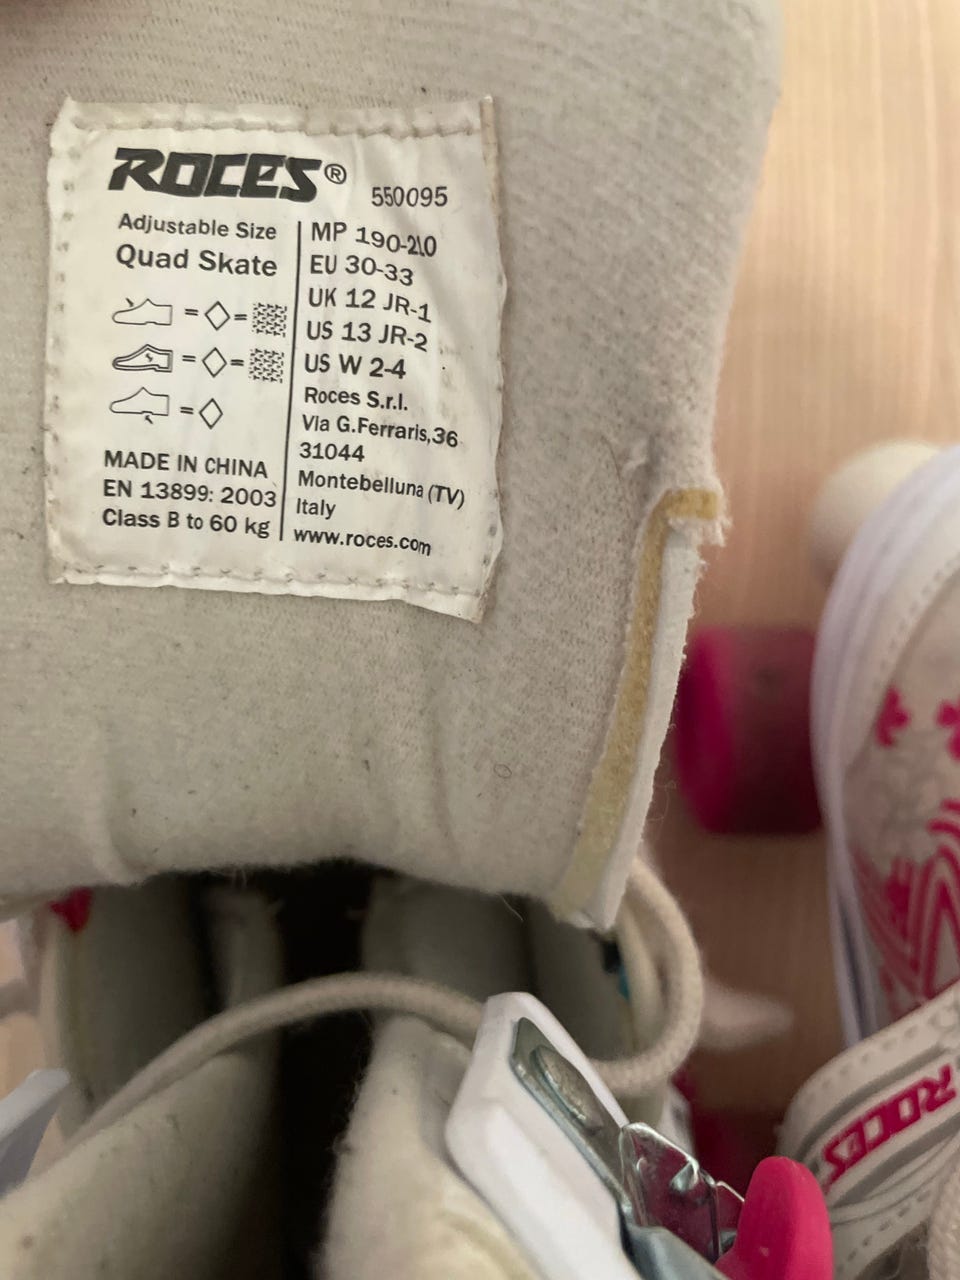 ROCES®
550095
Adjustable Size
Quad Skate
= =
= =
=
MADE IN CHINA
EN 13899: 2003
Class B to 60 kg
MP 190-210
EU 30-33
UK 12 JR-1
US 13 JR-2
US W 2-4
Roces S.r.l.
Via G.Ferraris,36
31044
Montebelluna (TV)
Italy
www.roces.com
ROCES